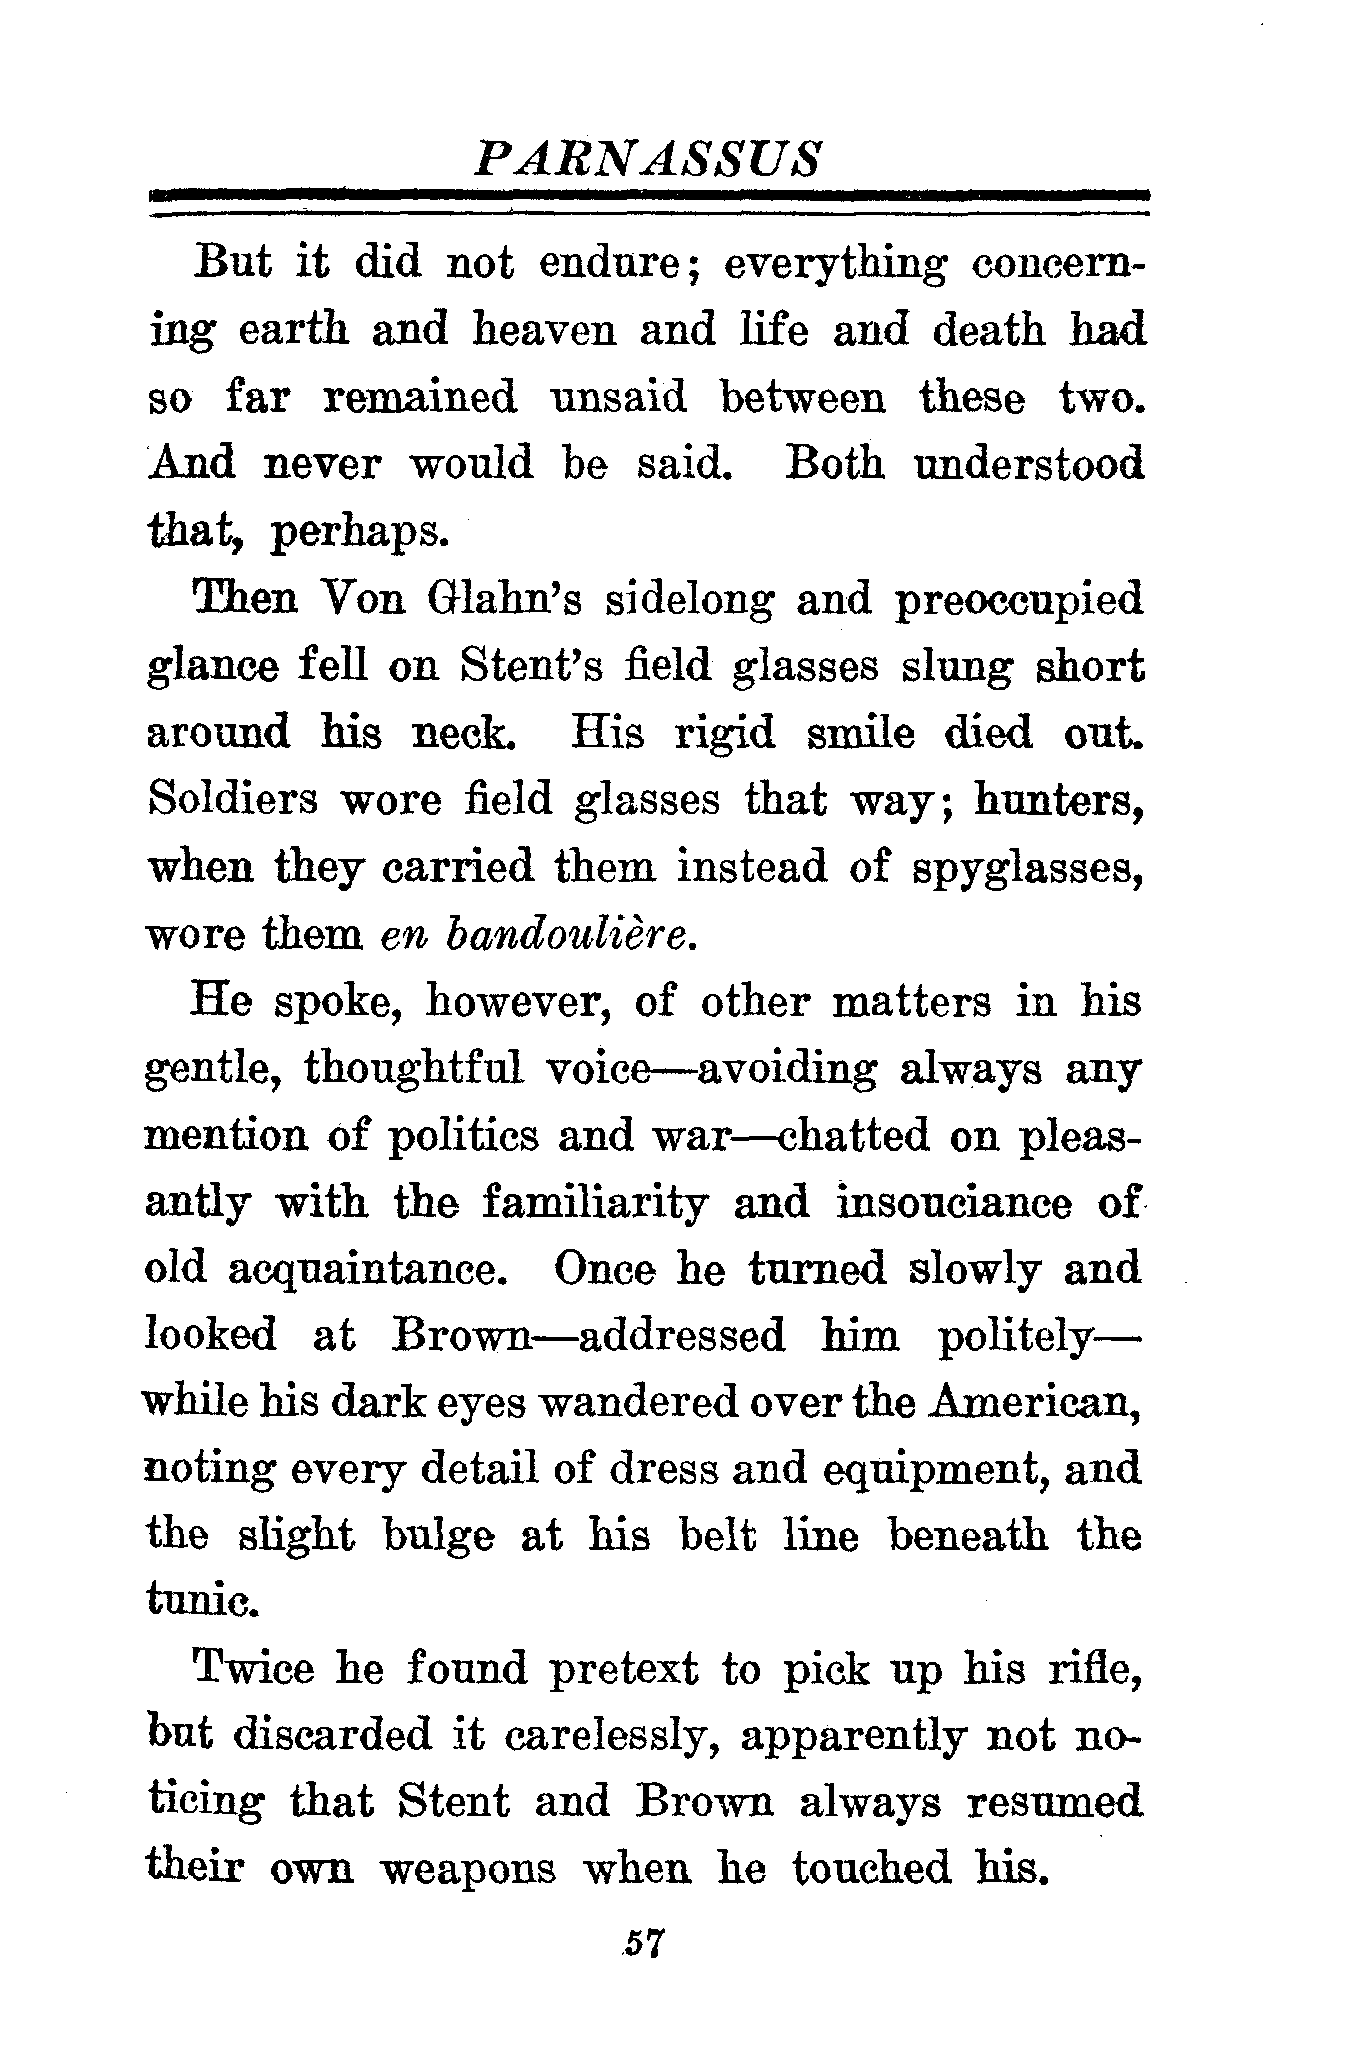 PARNASSUS
But it did not endure; everything concern-
ing earth and heaven and life and death had
so far remained unsaid between these two.
And never would be said. Both understood
that, perhaps.
Then Von Glahn's sidelong and preoccupied
glance fell on Stent's field glasses slung short
around his neck. His rigid smile died out.
Soldiers wore field glasses that way; hunters,
when they carried them instead of spyglasses,
wore them en bandoulière.
He spoke, however, of other matters in his
gentle, thoughtful voice—avoiding always any
mention of politics and war—chatted on pleas-
antly with the familiarity and insouciance of
old acquaintance. Once he turned slowly and
looked at Brown—addressed him politely—
while his dark eyes wandered over the American,
noting every detail of dress and equipment, and
the slight bulge at his belt line beneath the
tunic.
Twice he found pretext to pick up his rifle,
but discarded it carelessly, apparently not no-
ticing that Stent and Brown always resumed
their own weapons when he touched his.
57